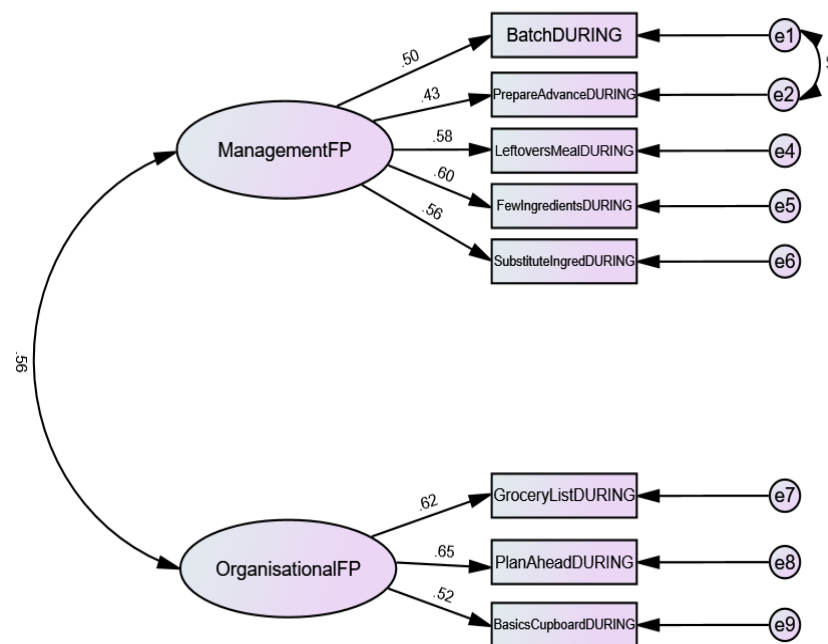 BatchDURING
e1
.50
PrepareAdvanceDURING
e2
.43
ManagementFP
.58
LeftoversMealDURING
e4
.60
FewIngredientsDURING
e5
.56
SubstituteIngredDURING
e6
.56
GroceryListDURING
e7
.62
OrganisationalFP
.65
PlanAheadDURING
e8
.52
BasicsCupboardDURING
e9